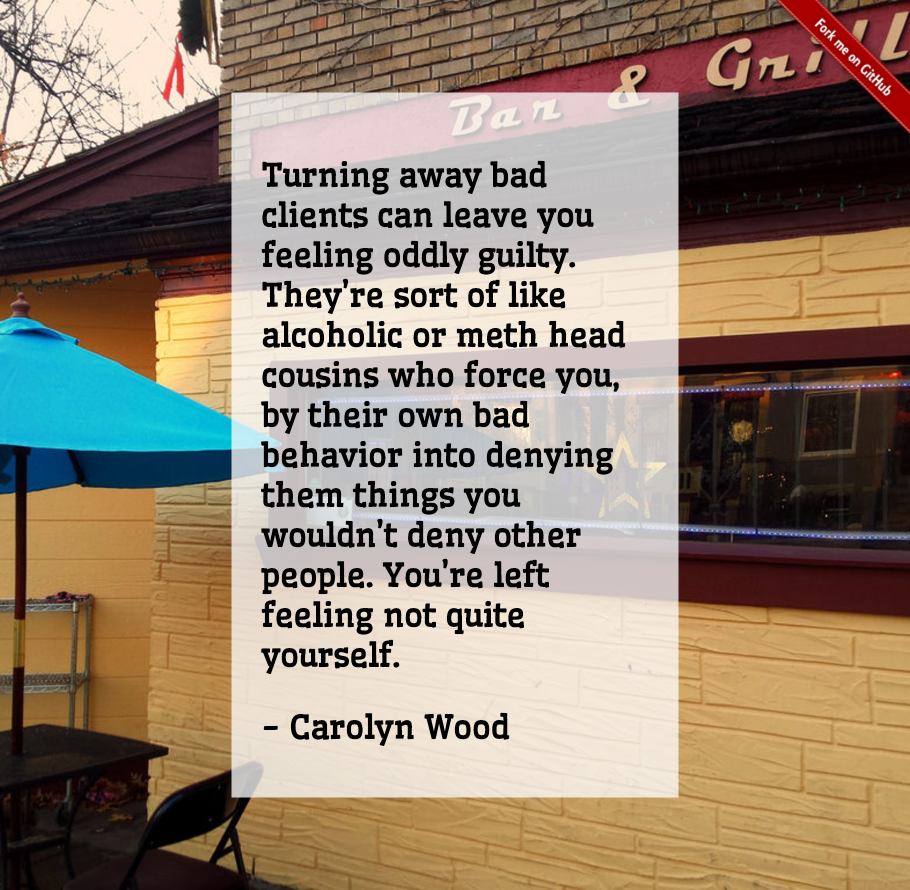 Fork me on GitHub
Bar & Grill
Turning away bad
clients can leave you
feeling oddly guilty.
They're sort of like
alcoholic or meth head
cousins who force you,
by their own bad
behavior into denying
them things you
wouldn't deny other
people. You're left
feeling not quite
yourself.
– Carolyn Wood